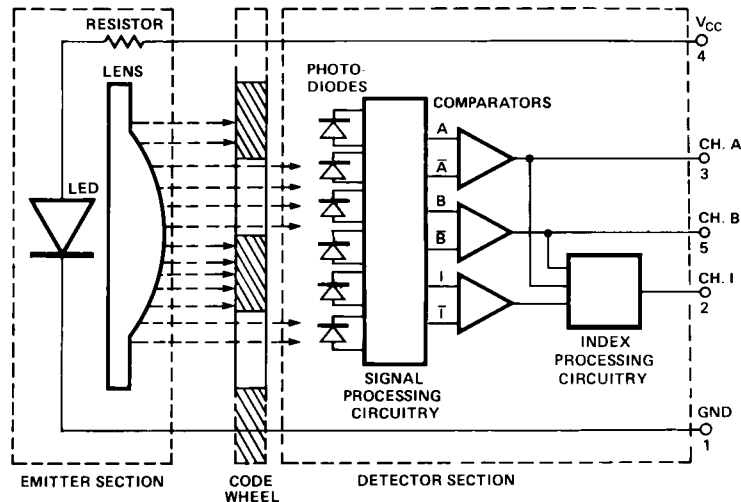 RESISTOR
LENS
LED
PHOTO-
DIODES
COMPARATORS
A
A̅
B
B̅
I
I̅
VCC
4
CH. A
3
CH. B
5
CH. I
2
GND
1
INDEX
PROCESSING
CIRCUITRY
SIGNAL
PROCESSING
CIRCUITRY
EMITTER SECTION
CODE
WHEEL
DETECTOR SECTION